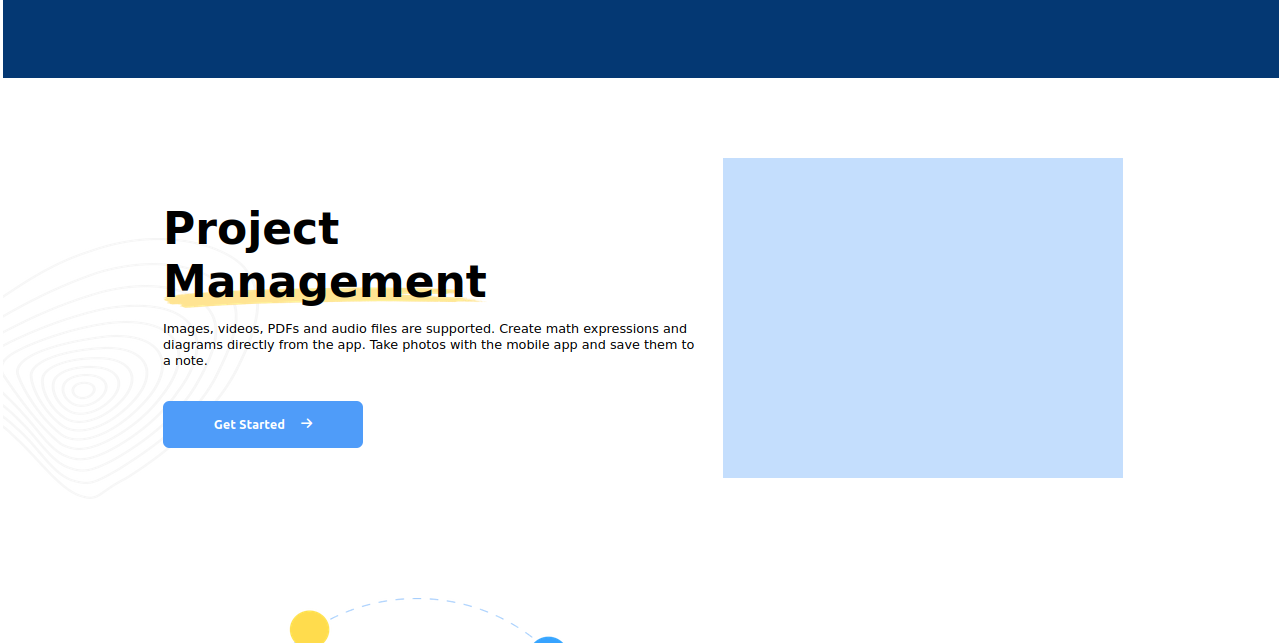 Project
Management
Images, videos, PDFs and audio files are supported. Create math expressions and
diagrams directly from the app. Take photos with the mobile app and save them to
a note.
Get Started